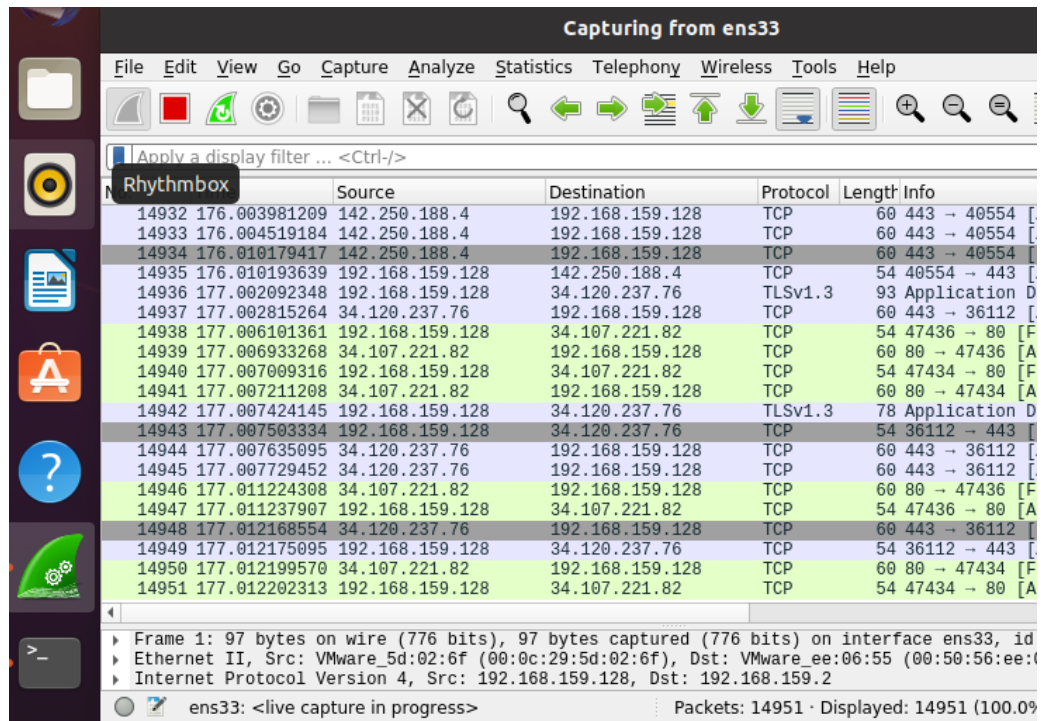 Capturing from ens33
File Edit View Go Capture Analyze Statistics Telephony Wireless Tools Help
Apply a display filter ... <Ctrl-/>
Rhythmbox
Source Destination Protocol Length Info
14932 176.003981209 142.250.188.4 192.168.159.128 TCP 60 443 → 40554 [
14933 176.004519184 142.250.188.4 192.168.159.128 TCP 60 443 → 40554 [
14934 176.010179417 142.250.188.4 192.168.159.128 TCP 60 443 → 40554 [
14935 176.010193639 192.168.159.128 142.250.188.4 TCP 54 40554 → 443 [
14936 177.002092348 192.168.159.128 34.120.237.76 TLSv1.3 93 Application D
14937 177.002815264 34.120.237.76 192.168.159.128 TCP 60 443 → 36112 [
14938 177.006101361 192.168.159.128 34.107.221.82 TCP 54 47436 → 80 [F
14939 177.006933268 34.107.221.82 192.168.159.128 TCP 60 80 → 47436 [A
14940 177.007009316 192.168.159.128 34.107.221.82 TCP 54 47434 → 80 [F
14941 177.007211208 34.107.221.82 192.168.159.128 TCP 60 80 → 47434 [A
14942 177.007424145 192.168.159.128 34.120.237.76 TLSv1.3 78 Application D
14943 177.007503334 192.168.159.128 34.120.237.76 TCP 54 36112 → 443 [
14944 177.007635095 34.120.237.76 192.168.159.128 TCP 60 443 → 36112 [
14945 177.007729452 34.120.237.76 192.168.159.128 TCP 60 443 → 36112 [
14946 177.011224308 34.107.221.82 192.168.159.128 TCP 60 80 → 47436 [F
14947 177.011237907 192.168.159.128 34.107.221.82 TCP 54 47436 → 80 [A
14948 177.012168554 34.120.237.76 192.168.159.128 TCP 60 443 → 36112 [
14949 177.012175095 192.168.159.128 34.120.237.76 TCP 54 36112 → 443 [
14950 177.012199570 34.107.221.82 192.168.159.128 TCP 60 80 → 47434 [F
14951 177.012202313 192.168.159.128 34.107.221.82 TCP 54 47434 → 80 [A
Frame 1: 97 bytes on wire (776 bits), 97 bytes captured (776 bits) on interface ens33, id
Ethernet II, Src: VMware_5d:02:6f (00:0c:29:5d:02:6f), Dst: VMware_ee:06:55 (00:50:56:ee:
Internet Protocol Version 4, Src: 192.168.159.128, Dst: 192.168.159.2
ens33: <live capture in progress> Packets: 14951 · Displayed: 14951 (100.0%